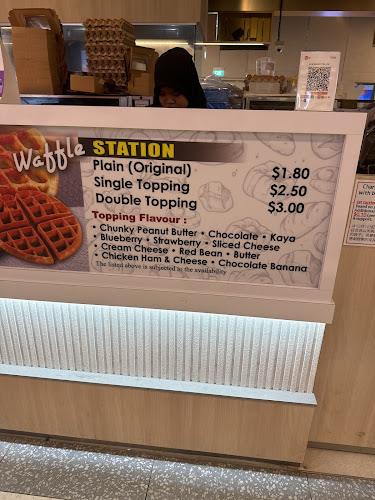 Waffle STATION
Plain (Original) $1.80
Single Topping $2.50
Double Topping $3.00
Topping Flavour :
• Chunky Peanut Butter • Chocolate • Kaya
• Blueberry • Strawberry • Sliced Cheese
• Cream Cheese • Red Bean • Butter
• Chicken Ham & Cheese • Chocolate Banana
The listed above is subjected to the availability